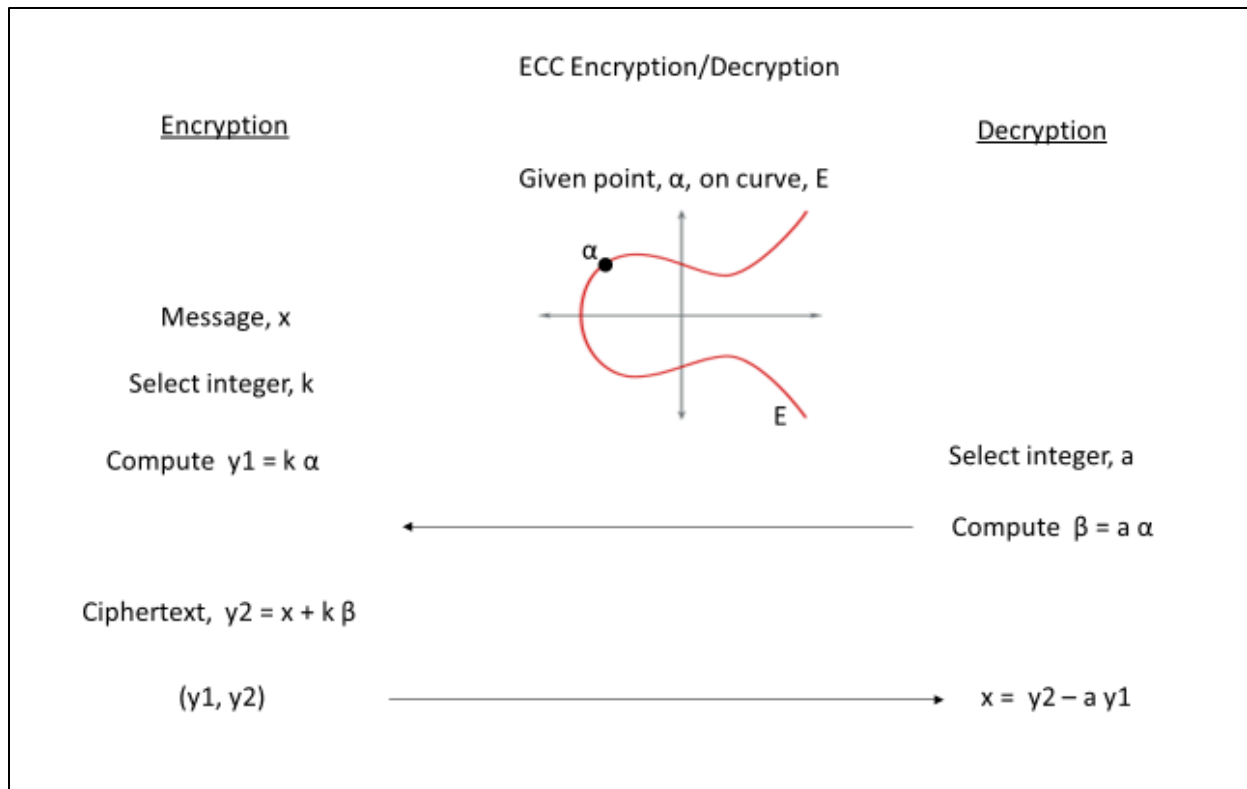 ECC Encryption/Decryption
Encryption
Decryption
Given point, α, on curve, E
α
Message, x
Select integer, k
E
Compute y1 = k α
Select integer, a
Compute β = a α
Ciphertext, y2 = x + k β
(y1, y2)
x = y2 – a y1